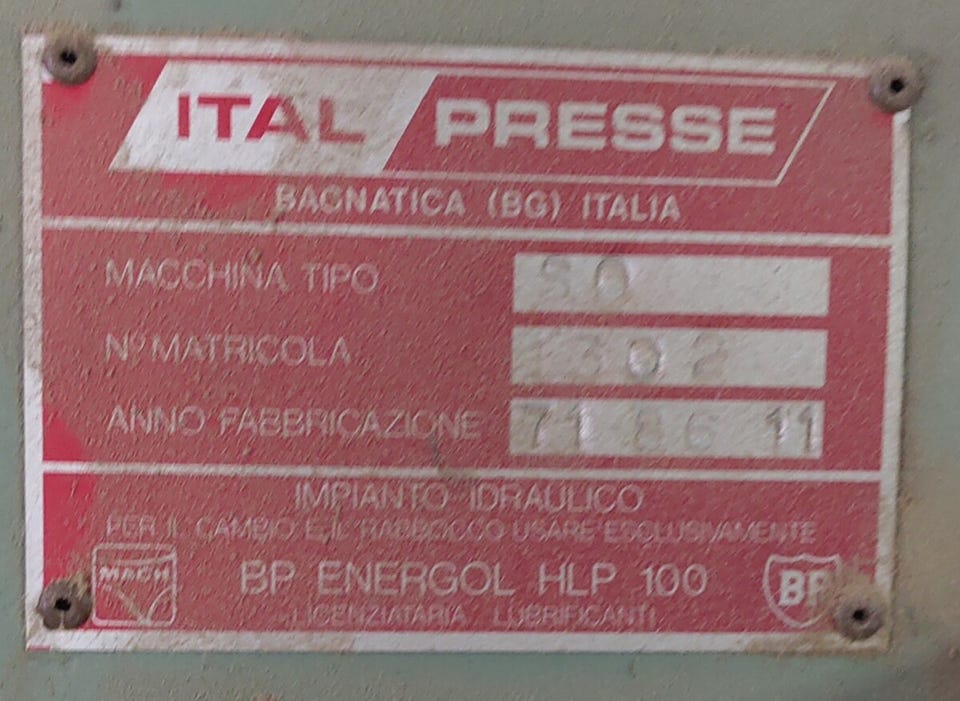 ITAL PRESSE
BAGNATICA (BG) ITALIA
MACCHINA TIPO SO
Nº MATRICOLA 1302
ANNO FABBRICAZIONE 71 86 11
IMPIANTO IDRAULICO
PER IL CAMBIO E IL RABBOCCO USARE ESCLUSIVAMENTE
MACH BP ENERGOL HLP 100 BP
LICENZIATARIA LUBRIFICANTI